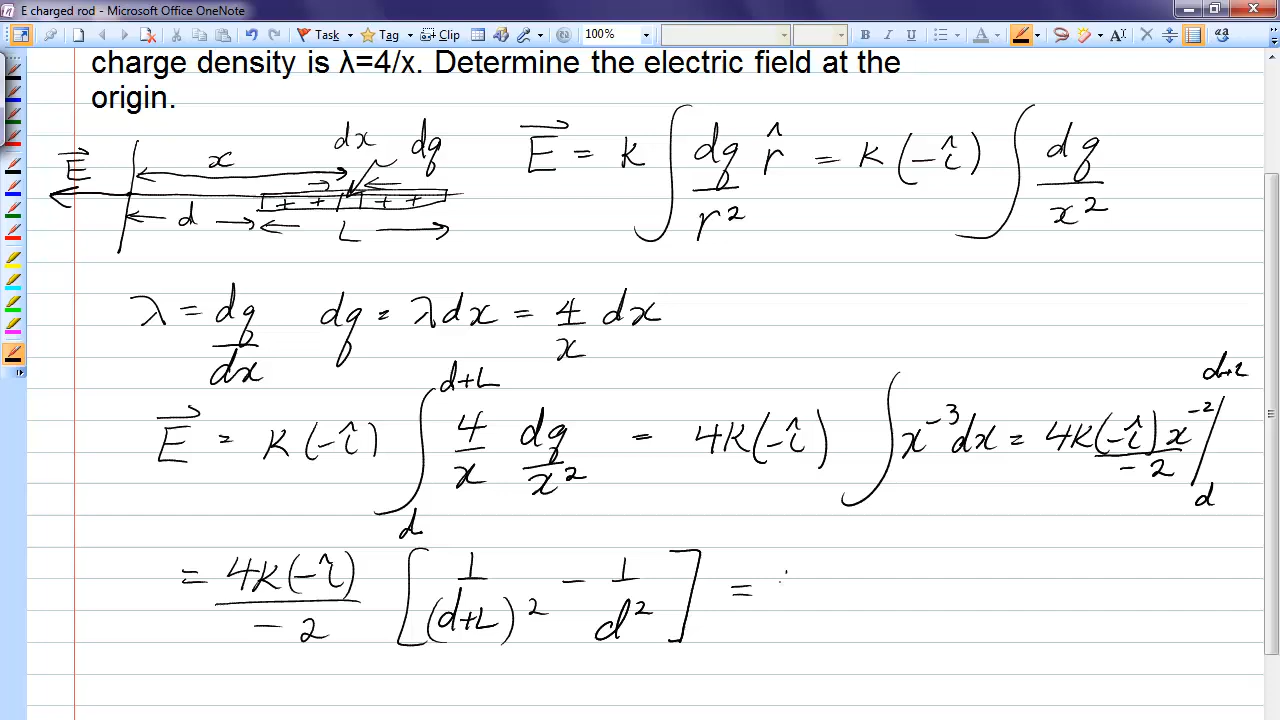 E charged rod - Microsoft Office OneNote
Task Tag Clip 100% B I U
charge density is λ=4/x. Determine the electric field at the
origin.
E⃗ x dx dq
d L
E⃗ = K ∫ dq/r² r̂ = K(-î) ∫ dq/x²
λ = dq/dx dq = λdx = 4/x dx
E⃗ = K(-î) ∫_d^{d+L} 4/x dq/x² = 4K(-î) ∫ x⁻³dx = 4K(-î) x⁻²/-2 |_d^{d+L}
= 4K(-î)/-2 [1/(d+L)² - 1/d²] =